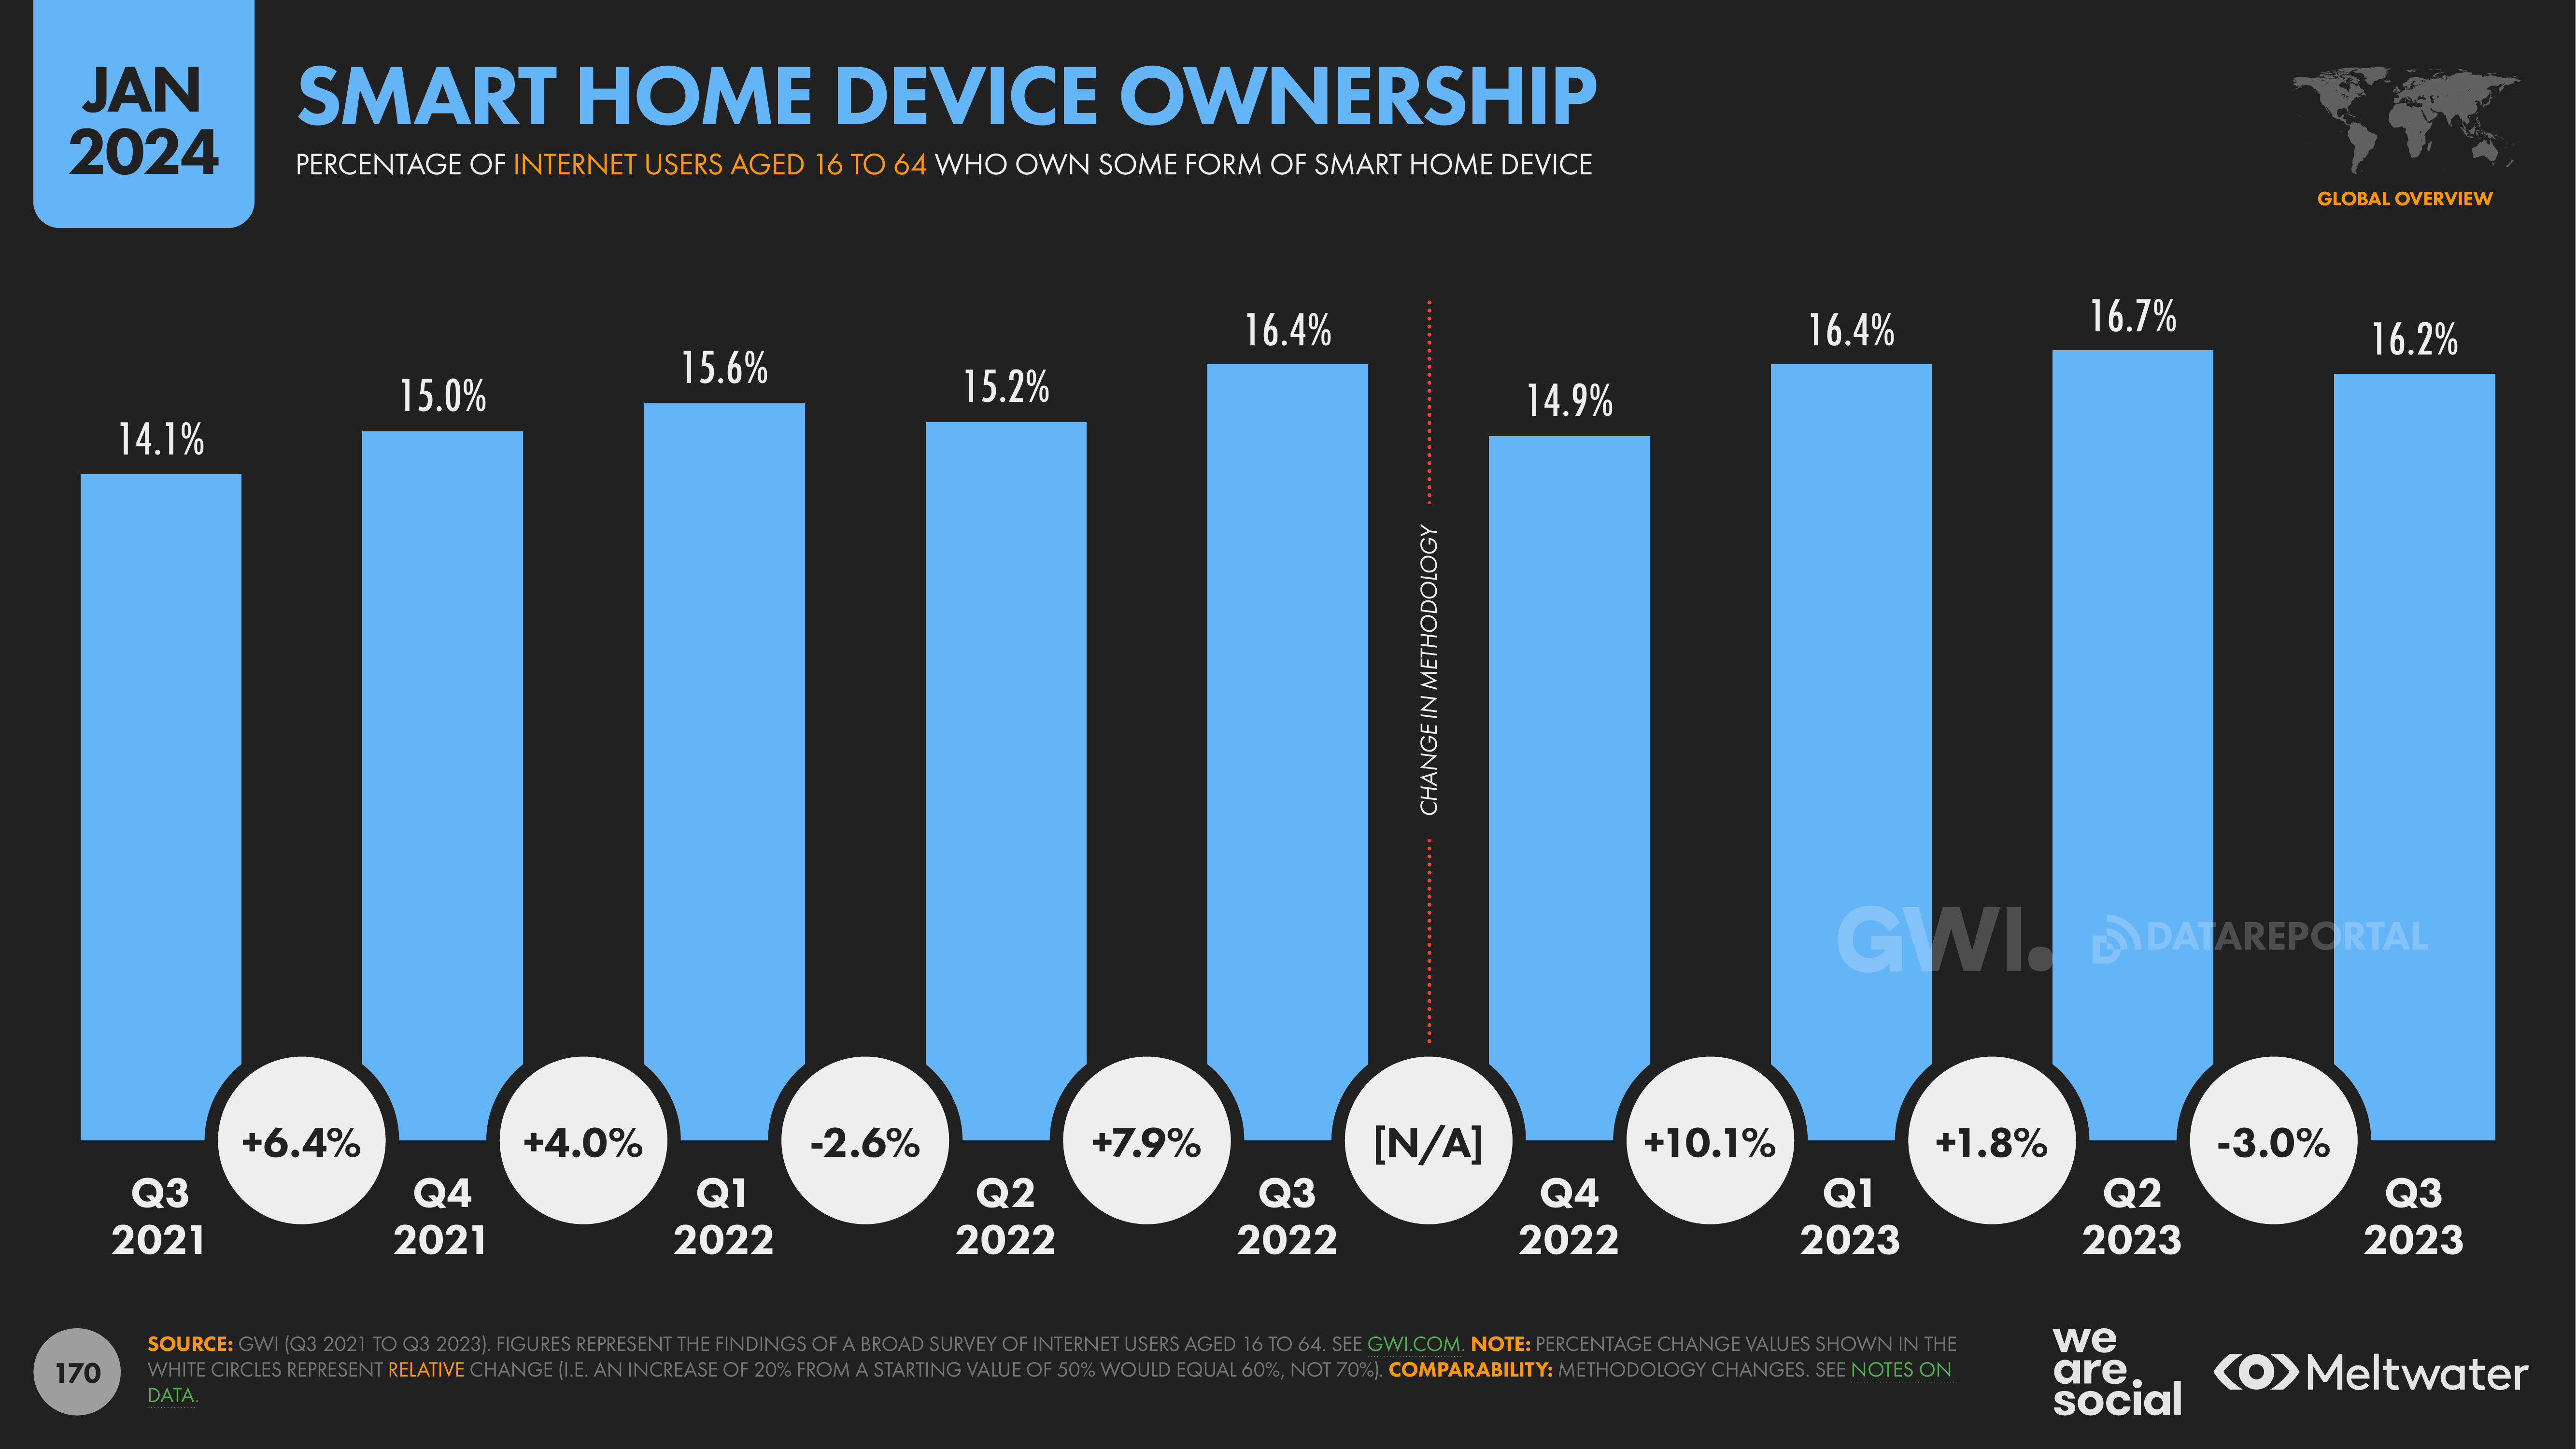 JAN
2024
SMART HOME DEVICE OWNERSHIP
PERCENTAGE OF INTERNET USERS AGED 16 TO 64 WHO OWN SOME FORM OF SMART HOME DEVICE
GLOBAL OVERVIEW
14.1%
15.0%
15.6%
15.2%
16.4%
14.9%
16.4%
16.7%
16.2%
CHANGE IN METHODOLOGY
GWI.
DATAREPORTAL
+6.4%
+4.0%
-2.6%
+7.9%
[N/A]
+10.1%
+1.8%
-3.0%
Q3
2021
Q4
2021
Q1
2022
Q2
2022
Q3
2022
Q4
2022
Q1
2023
Q2
2023
Q3
2023
170
SOURCE: GWI (Q3 2021 TO Q3 2023). FIGURES REPRESENT THE FINDINGS OF A BROAD SURVEY OF INTERNET USERS AGED 16 TO 64. SEE GWI.COM. NOTE: PERCENTAGE CHANGE VALUES SHOWN IN THE
WHITE CIRCLES REPRESENT RELATIVE CHANGE (I.E. AN INCREASE OF 20% FROM A STARTING VALUE OF 50% WOULD EQUAL 60%, NOT 70%). COMPARABILITY: METHODOLOGY CHANGES. SEE NOTES ON
DATA.
we
are.
social
Meltwater